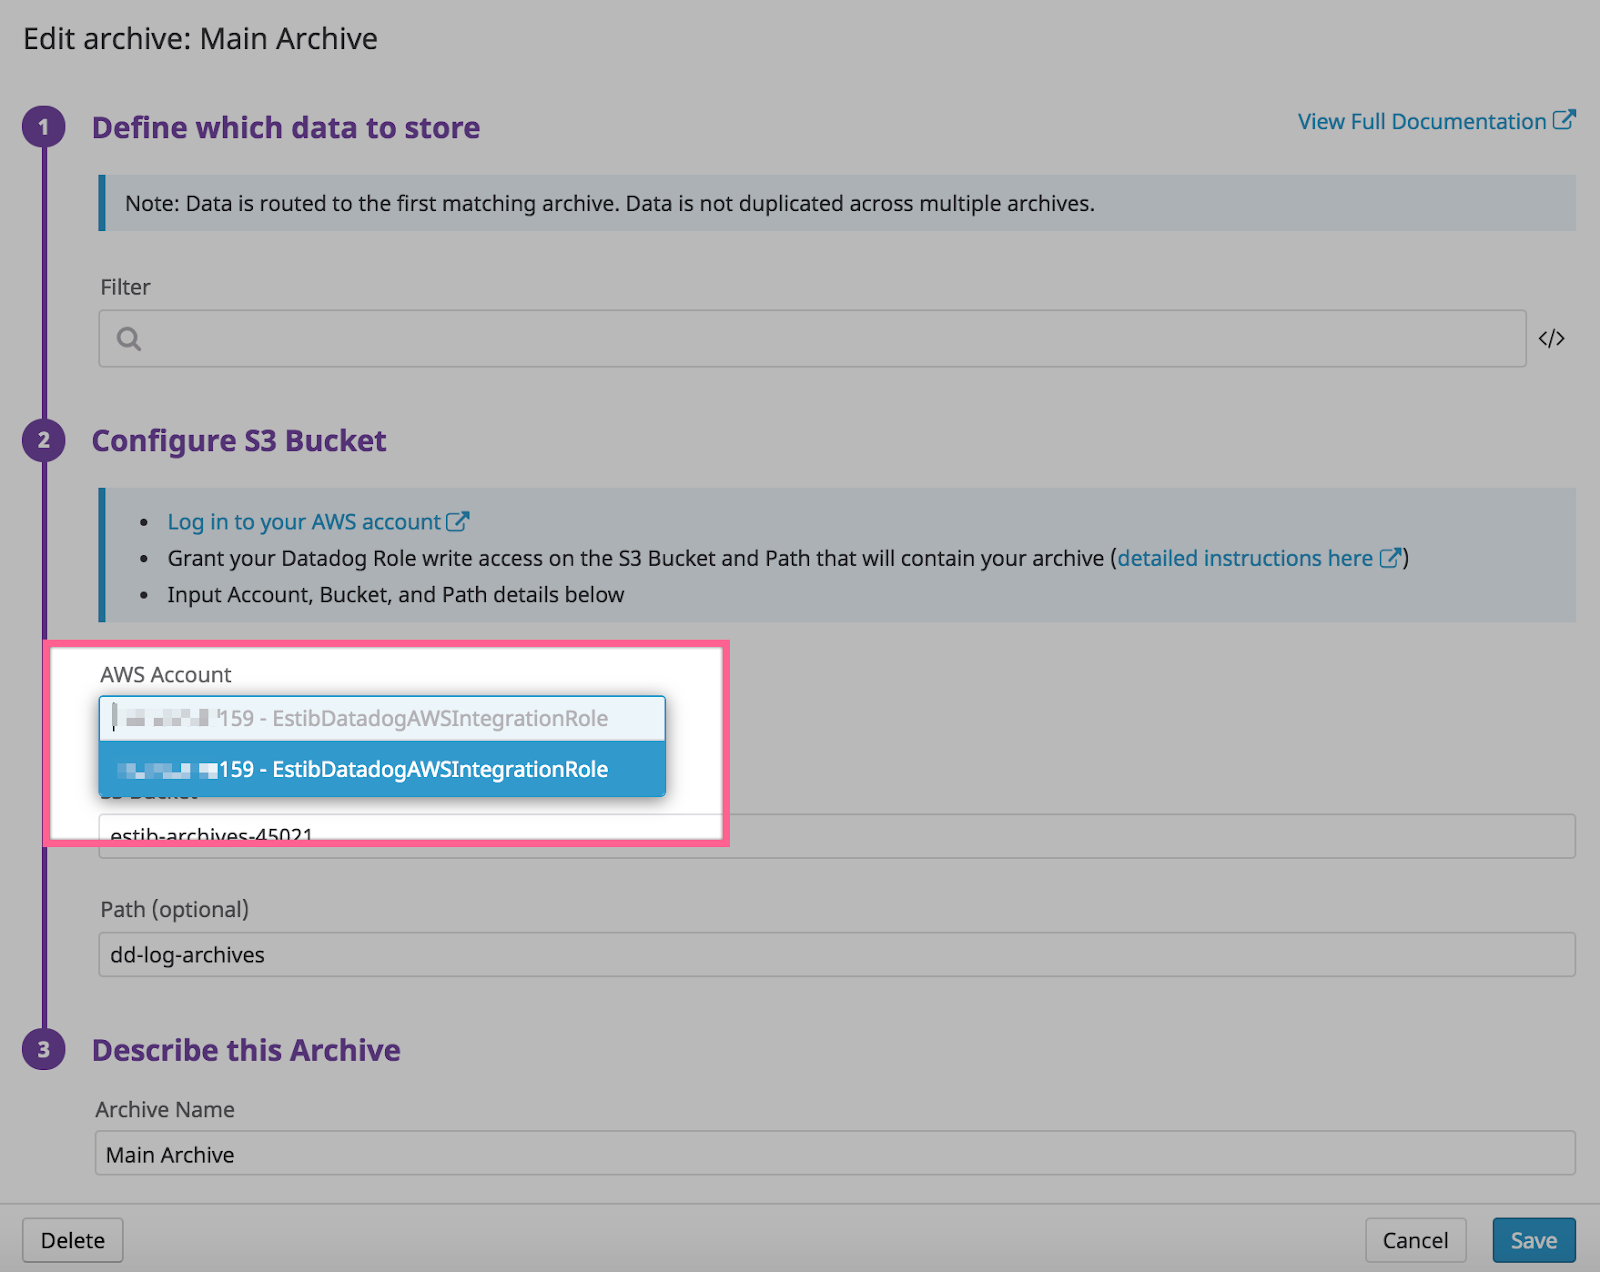 Edit archive: Main Archive
1 Define which data to store
View Full Documentation
Note: Data is routed to the first matching archive. Data is not duplicated across multiple archives.
Filter
</>
2 Configure S3 Bucket
• Log in to your AWS account
• Grant your Datadog Role write access on the S3 Bucket and Path that will contain your archive (detailed instructions here)
• Input Account, Bucket, and Path details below
AWS Account
159 - EstibDatadogAWSIntegrationRole
159 - EstibDatadogAWSIntegrationRole
S3 Bucket
estib-archives-45021
Path (optional)
dd-log-archives
3 Describe this Archive
Archive Name
Main Archive
Delete
Cancel
Save